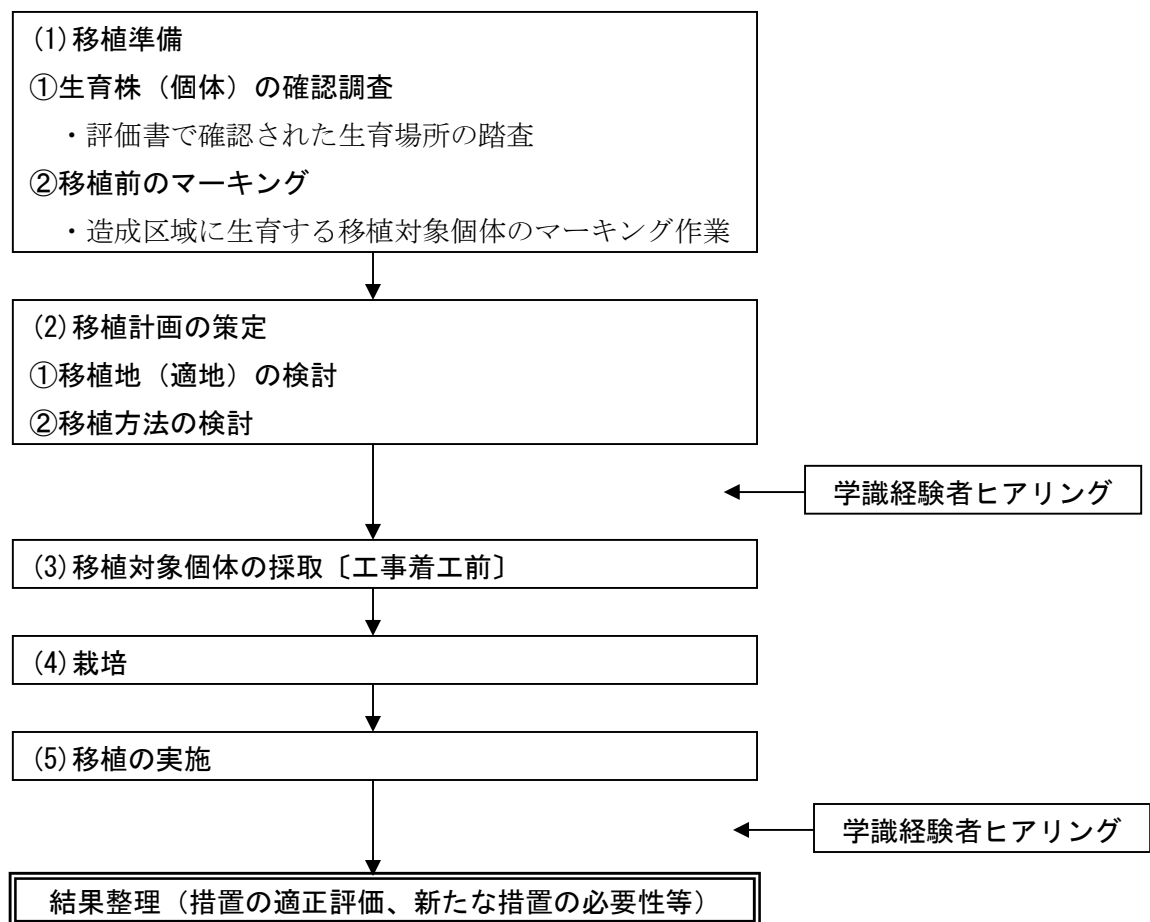 (1)移植準備
①生育株（個体）の確認調査
・評価書で確認された生育場所の踏査
②移植前のマーキング
・造成区域に生育する移植対象個体のマーキング作業
(2)移植計画の策定
①移植地（適地）の検討
②移植方法の検討
学識経験者ヒアリング
(3)移植対象個体の採取〔工事着工前〕
(4)栽培
(5)移植の実施
学識経験者ヒアリング
結果整理（措置の適正評価、新たな措置の必要性等）